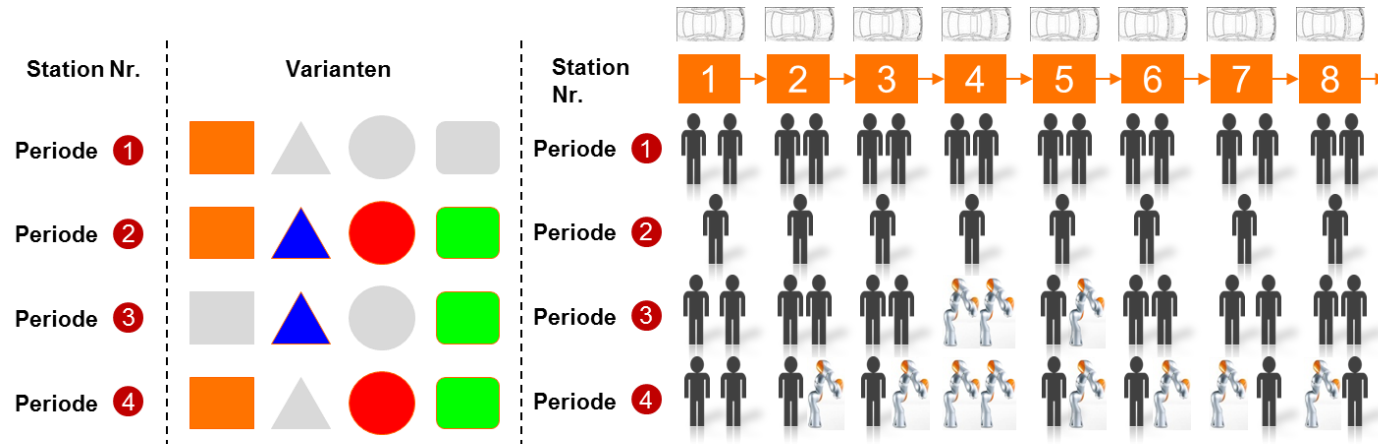 Station Nr.
Varianten
Station
Nr.
1 2 3 4 5 6 7 8
Periode 1
Periode 1
Periode 2
Periode 2
Periode 3
Periode 3
Periode 4
Periode 4